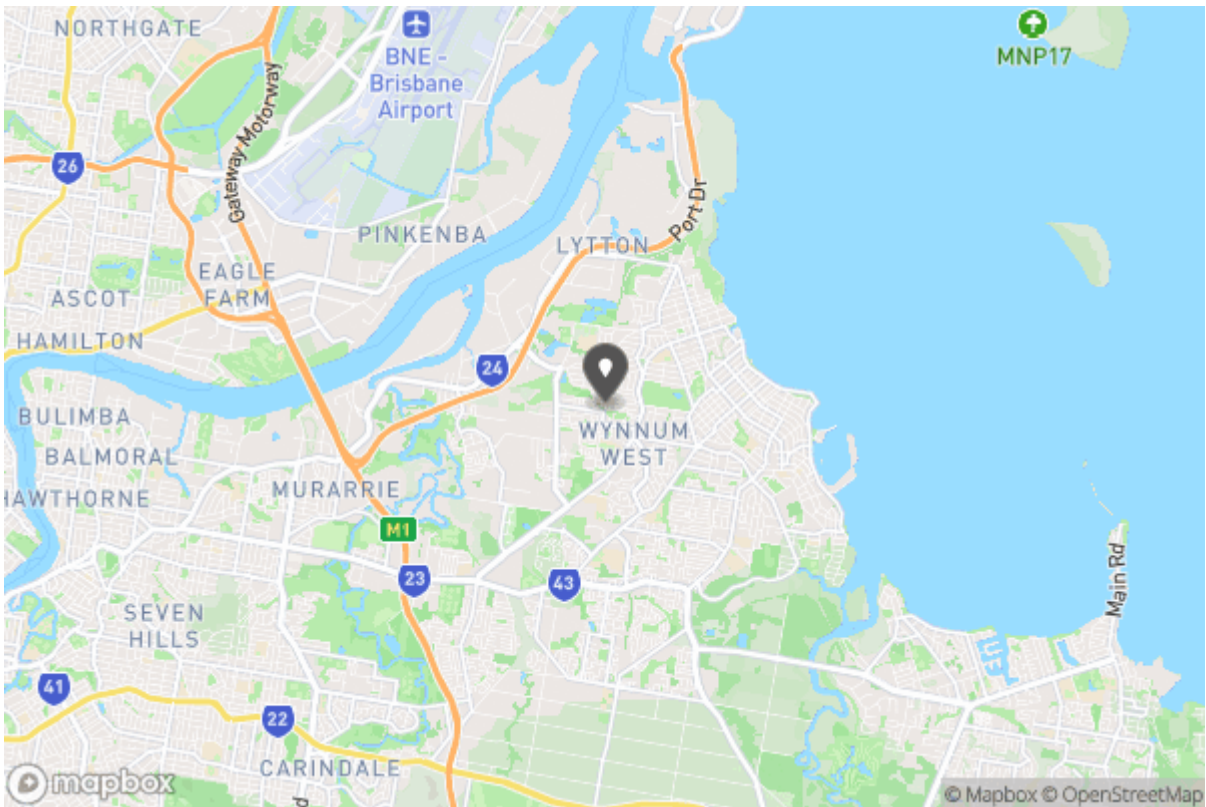 NORTHGATE
BNE -
Brisbane
Airport
MNP17
26
Gateway Motorway
Port Dr
PINKENBA
LYTTON
EAGLE
FARM
ASCOT
HAMILTON
24
BULIMBA
WYNNUM
WEST
BALMORAL
HAWTHORNE
MURARRIE
M1
23
43
Main Rd
SEVEN
HILLS
41
22
CARINDALE
mapbox
© Mapbox © OpenStreetMap